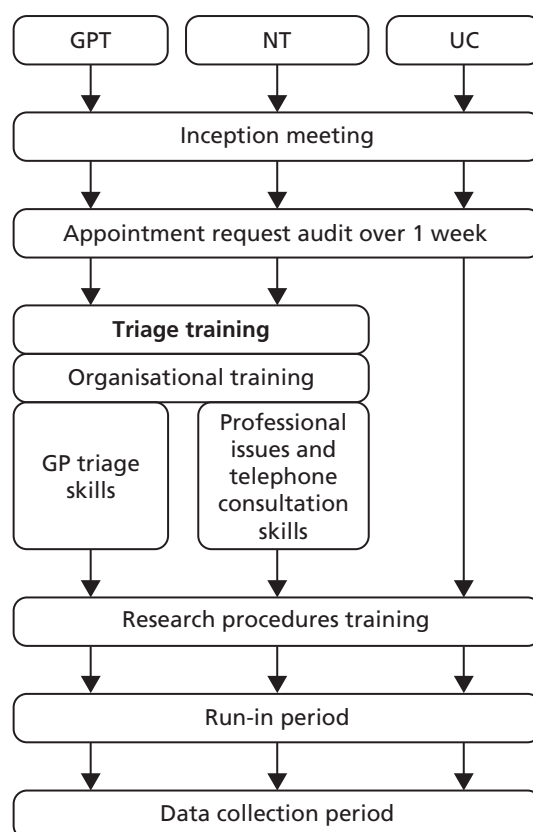 GPT
NT
UC
Inception meeting
Appointment request audit over 1 week
Triage training
Organisational training
GP triage
skills
Professional
issues and
telephone
consultation
skills
Research procedures training
Run-in period
Data collection period